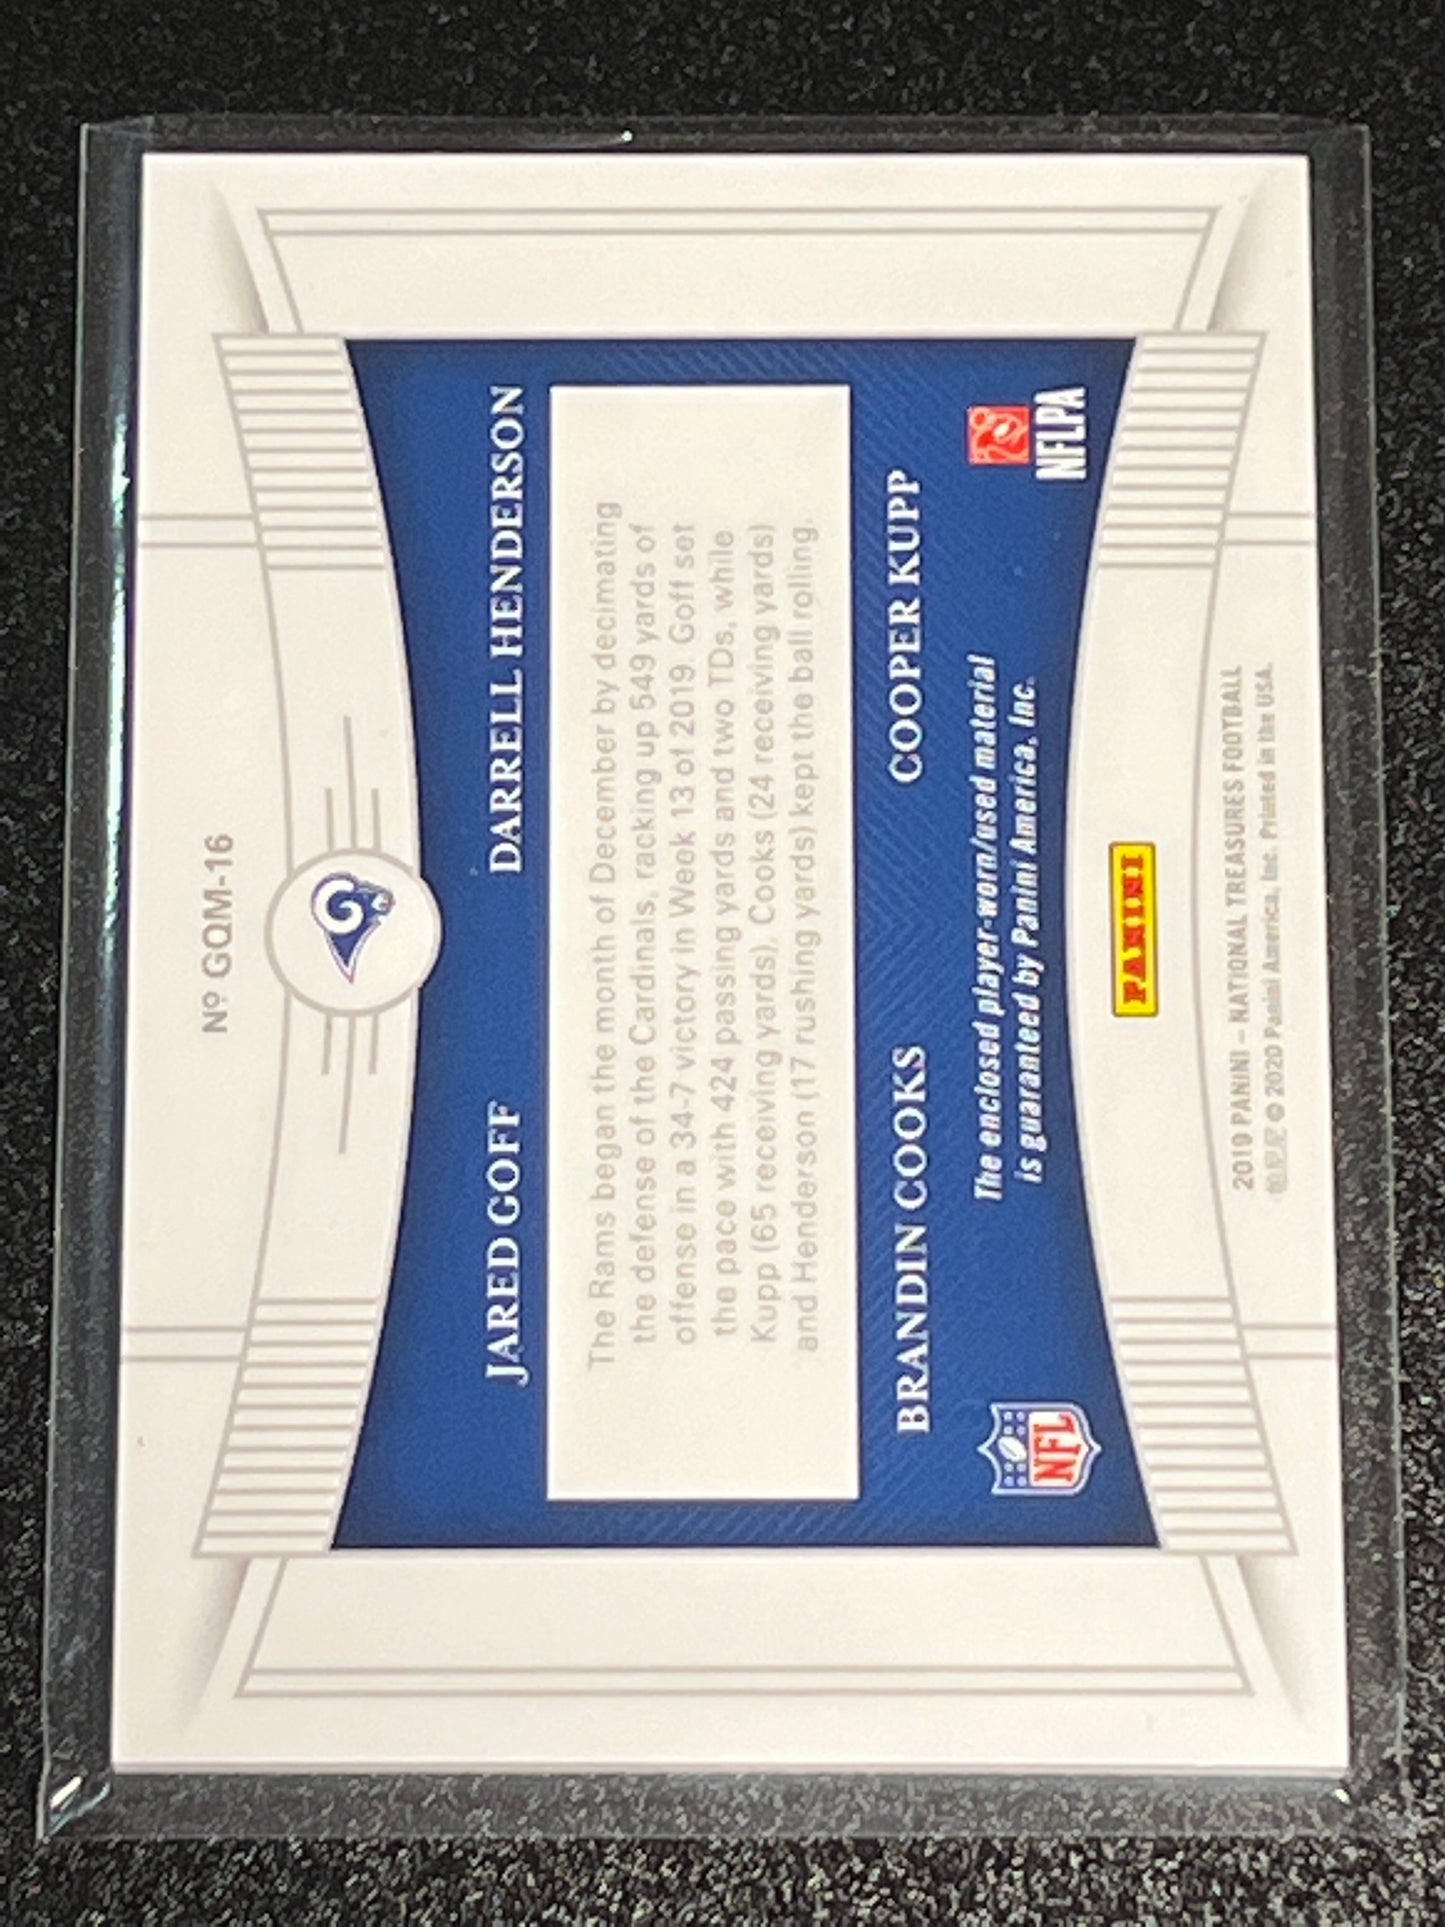 Nº GQM-16
JARED GOFF
DARRELL HENDERSON
The Rams began the month of December by decimating
the defense of the Cardinals, racking up 549 yards of
offense in a 34-7 victory in Week 13 of 2019. Goff set
the pace with 424 passing yards and two TDs, while
Kupp (65 receiving yards), Cooks (24 receiving yards)
and Henderson (17 rushing yards) kept the ball rolling.
BRANDIN COOKS
COOPER KUPP
The enclosed player-worn/used material
is guaranteed by Panini America, Inc.
NFL
NFLPA
PANINI
2019 PANINI – NATIONAL TREASURES FOOTBALL
© 2020 Panini America, Inc. Printed in the USA.